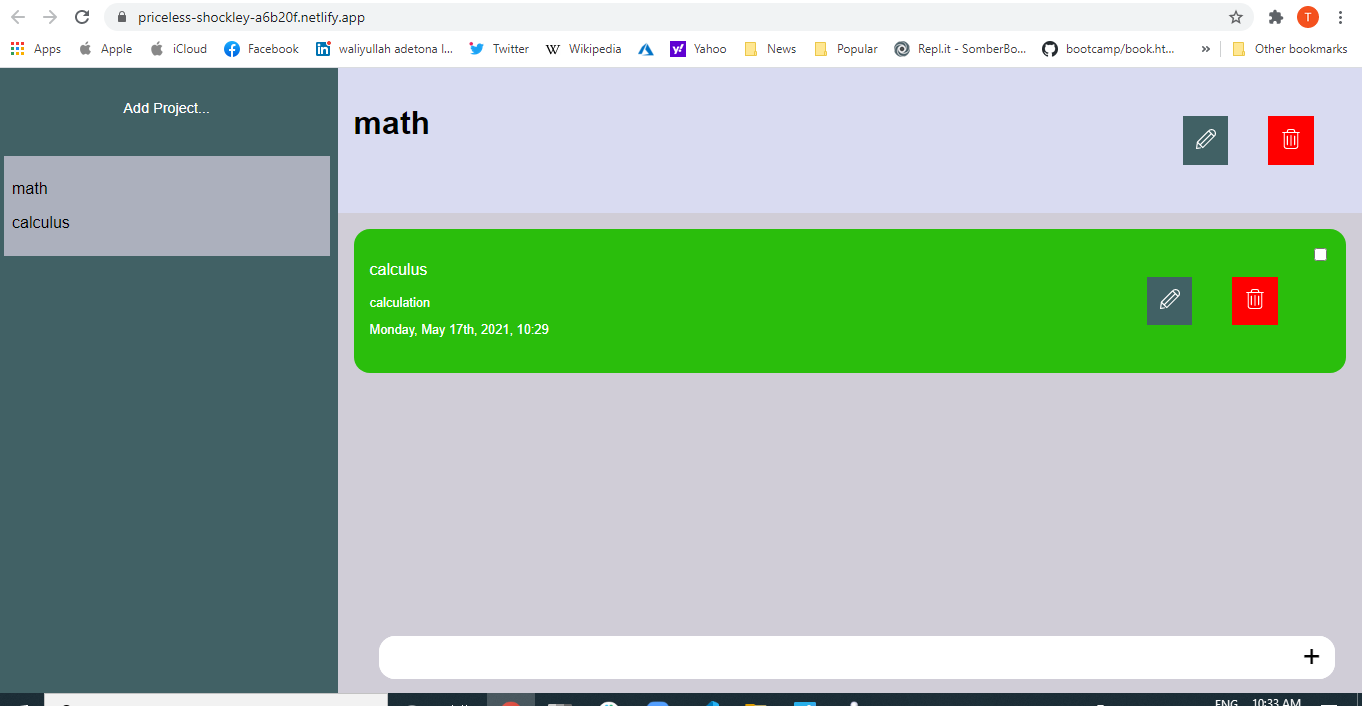 priceless-shockley-a6b20f.netlify.app
T
Apps Apple iCloud Facebook waliyullah adetona l... Twitter Wikipedia Yahoo News Popular Repl.it - SomberBo... bootcamp/book.ht... » Other bookmarks
Add Project...
math
calculus
math
calculus
calculation
Monday, May 17th, 2021, 10:29
+
ENG 10:33 AM